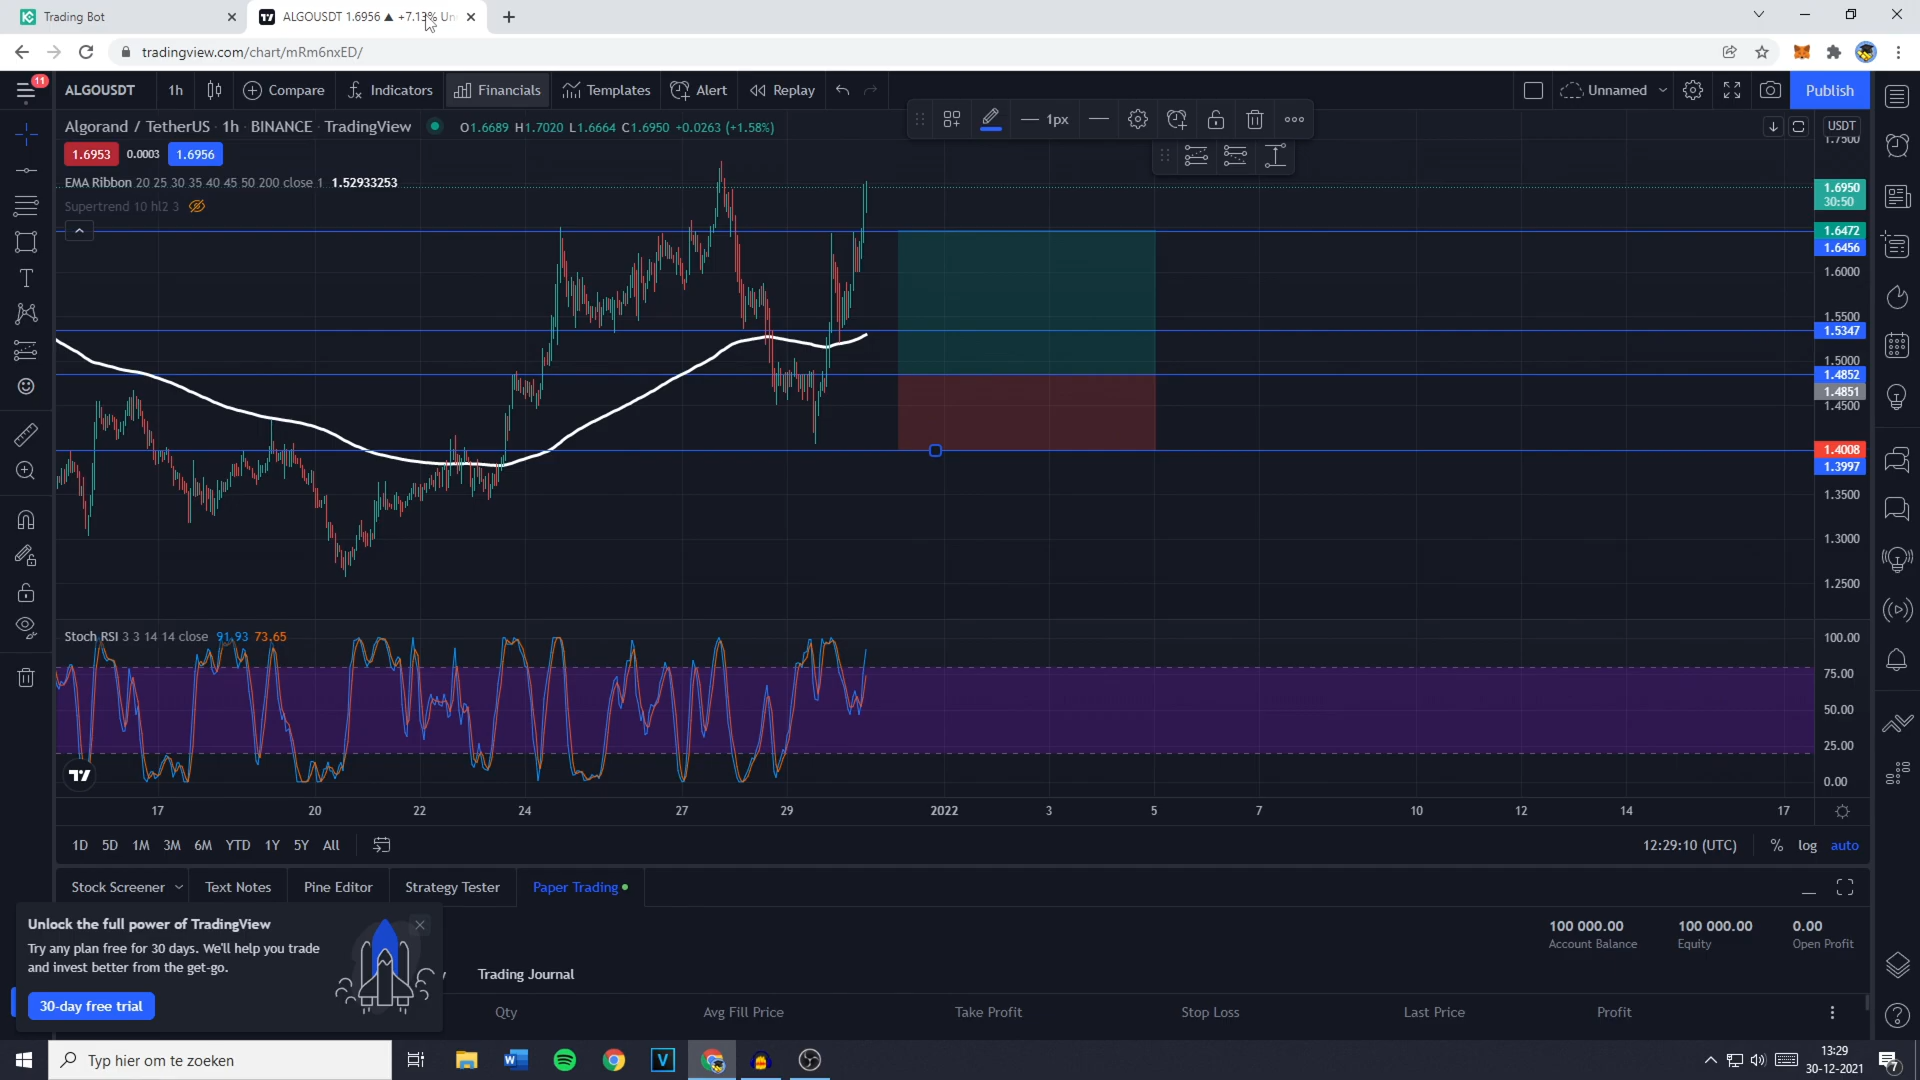 Trading Bot
ALGOUSDT 1.6956 ▲ +7.13% Un
tradingview.com/chart/mRm6nxED/
11
ALGOUSDT 1h Compare Indicators Financials Templates Alert Replay Unnamed Publish
Algorand / TetherUS · 1h · BINANCE · TradingView O1.6689 H1.7020 L1.6664 C1.6950 +0.0263 (+1.58%)
1px
1.6953 0.0003 1.6956
EMA Ribbon 20 25 30 35 40 45 50 200 close 1 1.52933253
Supertrend 10 hl2 3
USDT
1.7500
1.6950
30:50
1.6472
1.6456
1.6000
1.5500
1.5347
1.5000
1.4852
1.4851
1.4500
1.4008
1.3997
1.3500
1.3000
1.2500
Stoch RSI 3 3 14 14 close 91.93 73.65
100.00
75.00
50.00
25.00
0.00
17 20 22 24 27 29 2022 3 5 7 10 12 14 17
1D 5D 1M 3M 6M YTD 1Y 5Y All 12:29:10 (UTC) % log auto
Stock Screener Text Notes Pine Editor Strategy Tester Paper Trading
Unlock the full power of TradingView
Try any plan free for 30 days. We'll help you trade
and invest better from the get-go.
30-day free trial
100 000.00 100 000.00 0.00
Account Balance Equity Open Profit
Trading Journal
Qty Avg Fill Price Take Profit Stop Loss Last Price Profit
Typ hier om te zoeken
13:29
30-12-2021
7